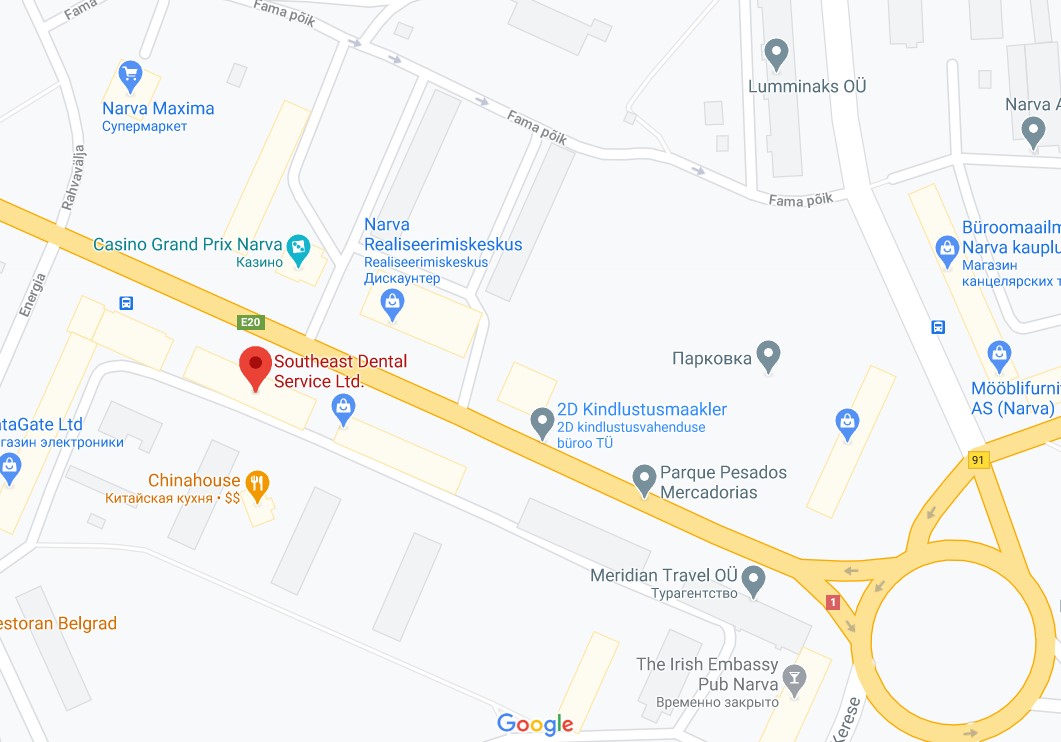 Fama
Fama põik
Lumminaks OÜ
Narva Maxima
Супермаркет
Narva A
Fama põik
Rahvavälja
Fama põik
Narva
Realiseerimiskeskus
Realiseerimiskeskus
Дискаунтер
Casino Grand Prix Narva
Казино
Büroomaailm
Narva kauplu
Магазин
канцелярских т
Energia
E20
Southeast Dental
Service Ltd.
Парковка
Mööblifurni
AS (Narva)
2D Kindlustusmaakler
2D kindlustusvahenduse
büroo TÜ
taGate Ltd
газин электроники
91
Chinahouse
Китайская кухня • $$
Parque Pesados
Mercadorias
Meridian Travel OÜ
Турагентство
1
estoran Belgrad
The Irish Embassy
Pub Narva
Временно закрыто
Kerese
Google